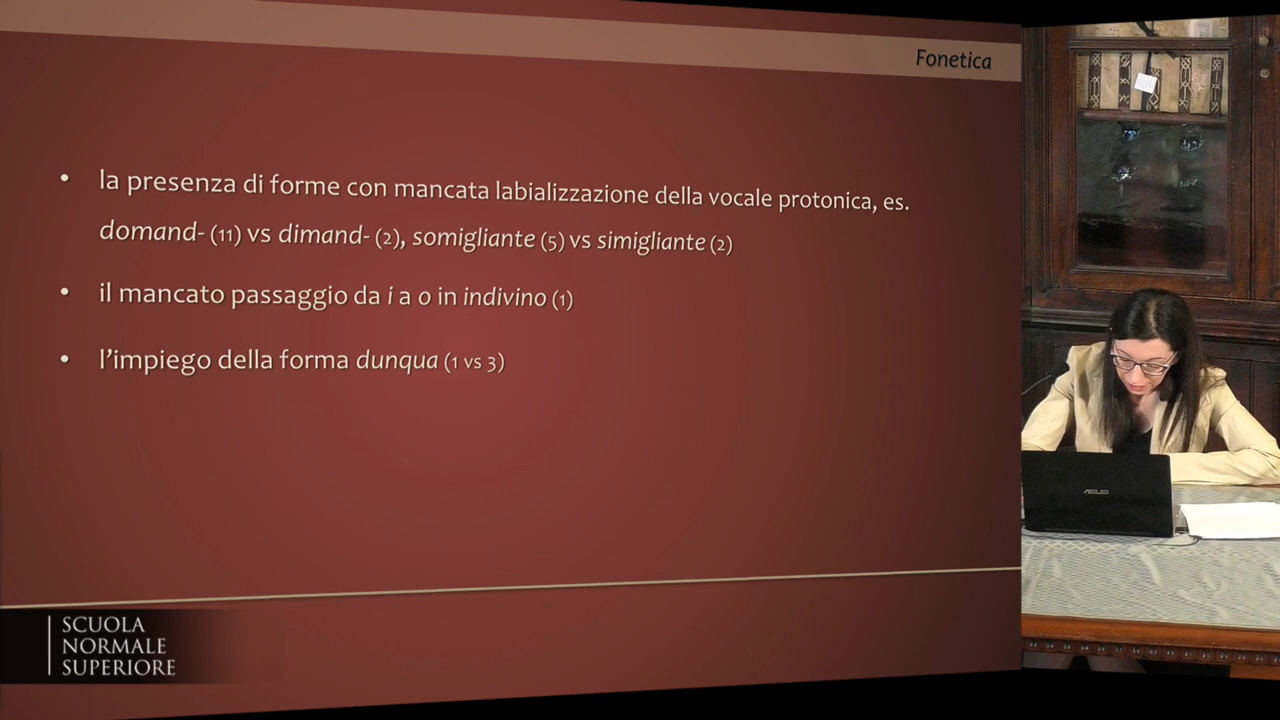 Fonetica
• la presenza di forme con mancata labializzazione della vocale protonica, es.
domand- (11) vs dimand- (2), somigliante (5) vs simigliante (2)
• il mancato passaggio da i a o in indivino (1)
• l’impiego della forma dunqua (1 vs 3)
SCUOLA
NORMALE
SUPERIORE
ASUS